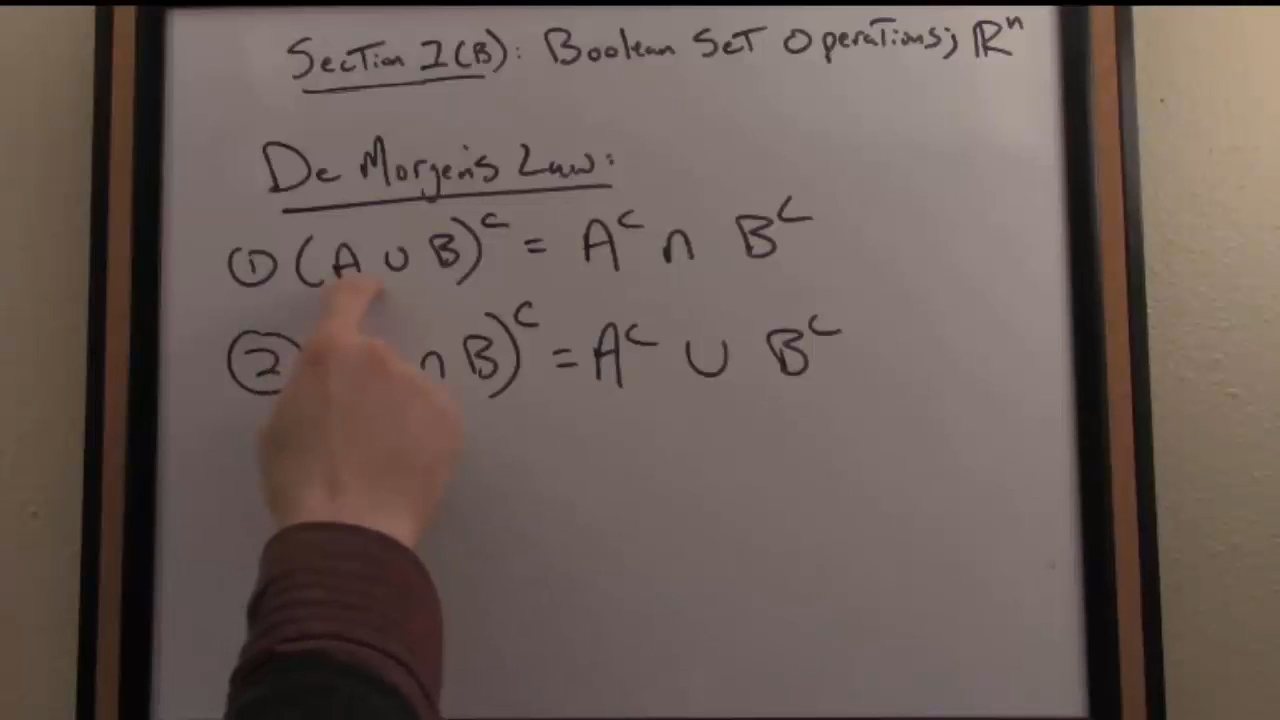 Section I(B): Boolean Set Operations; ℝⁿ
De Morgen's Law:
① (A ∪ B)ᶜ = Aᶜ ∩ Bᶜ
② ∩ B)ᶜ = Aᶜ ∪ Bᶜ